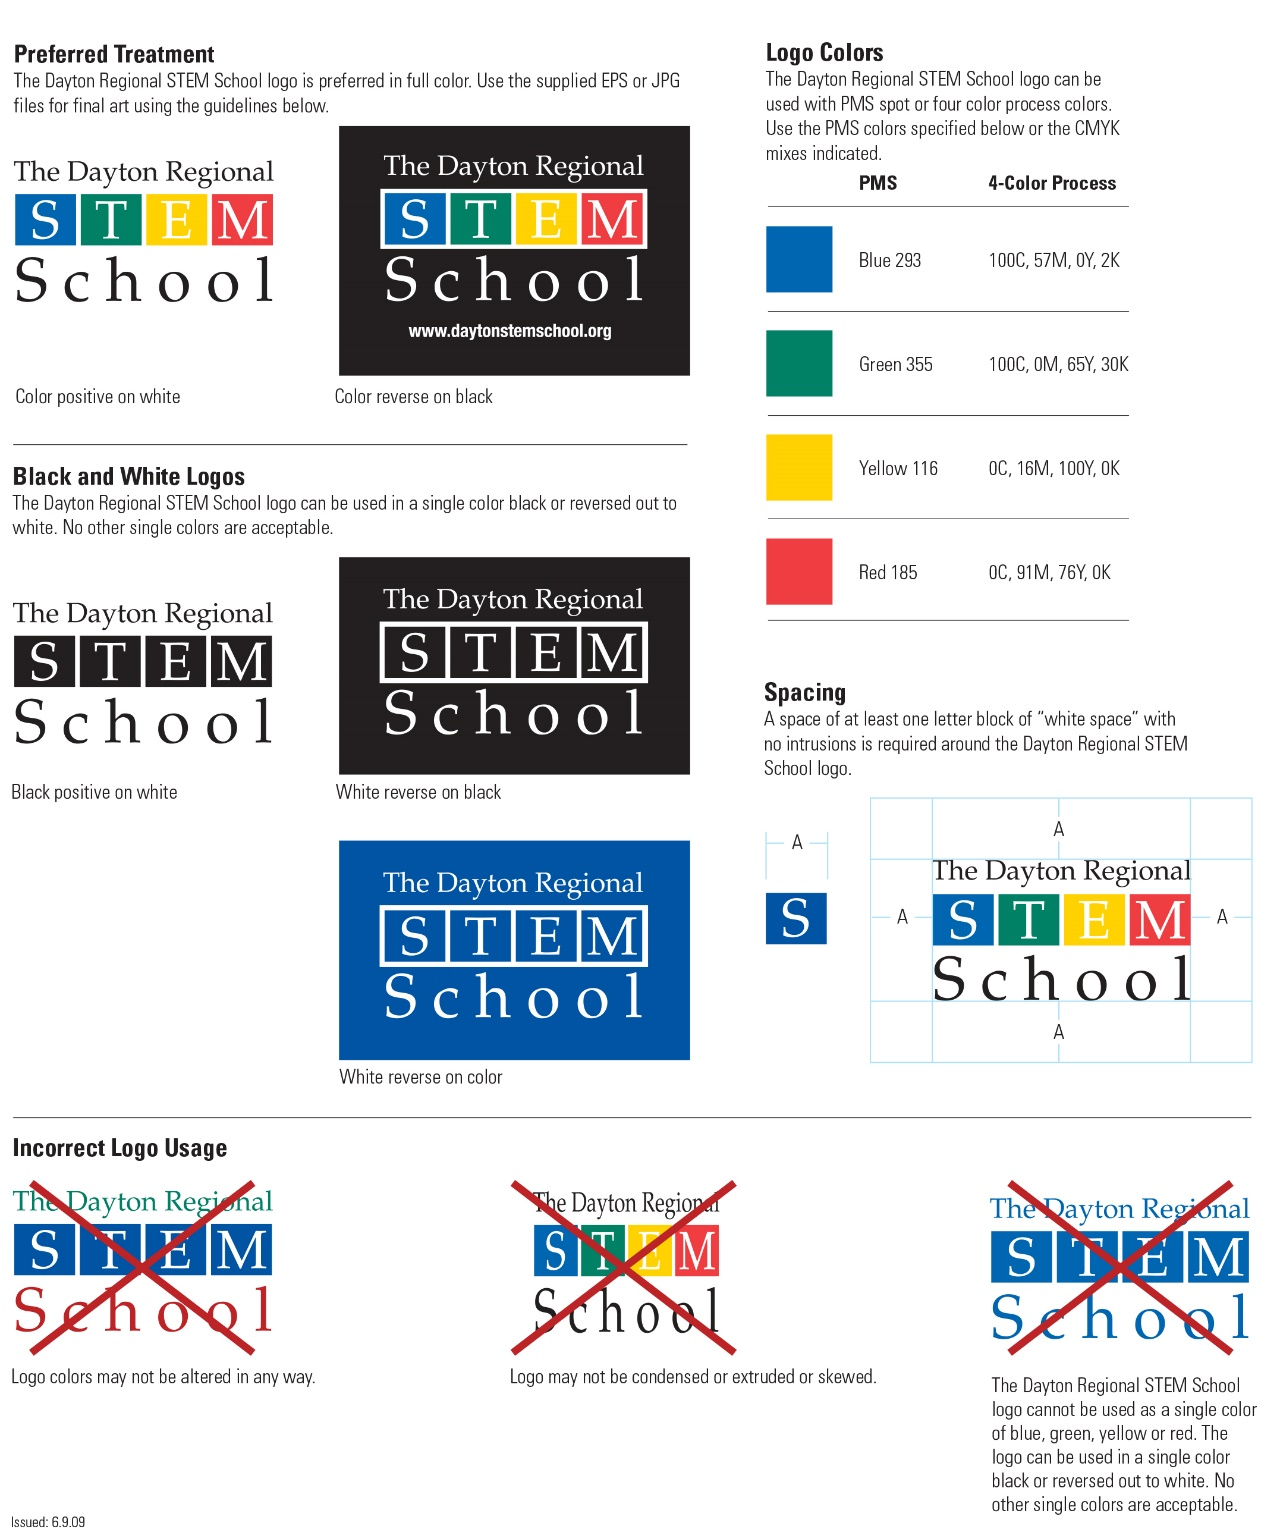 Preferred Treatment
The Dayton Regional STEM School logo is preferred in full color. Use the supplied EPS or JPG
files for final art using the guidelines below.
The Dayton Regional
STEM
School
Color positive on white
The Dayton Regional
STEM
School
www.daytonstemschool.org
Color reverse on black
Black and White Logos
The Dayton Regional STEM School logo can be used in a single color black or reversed out to
white. No other single colors are acceptable.
The Dayton Regional
STEM
School
Black positive on white
The Dayton Regional
STEM
School
White reverse on black
The Dayton Regional
STEM
School
White reverse on color
Logo Colors
The Dayton Regional STEM School logo can be
used with PMS spot or four color process colors.
Use the PMS colors specified below or the CMYK
mixes indicated.
PMS 4-Color Process
Blue 293 100C, 57M, 0Y, 2K
Green 355 100C, 0M, 65Y, 30K
Yellow 116 0C, 16M, 100Y, 0K
Red 185 0C, 91M, 76Y, 0K
Spacing
A space of at least one letter block of “white space” with
no intrusions is required around the Dayton Regional STEM
School logo.
A
S
A
The Dayton Regional
A STEM A
School
A
Incorrect Logo Usage
The Dayton Regional
STEM
School
Logo colors may not be altered in any way.
The Dayton Regional
STEM
School
Logo may not be condensed or extruded or skewed.
The Dayton Regional
STEM
School
The Dayton Regional STEM School
logo cannot be used as a single color
of blue, green, yellow or red. The
logo can be used in a single color
black or reversed out to white. No
other single colors are acceptable.
Issued: 6.9.09